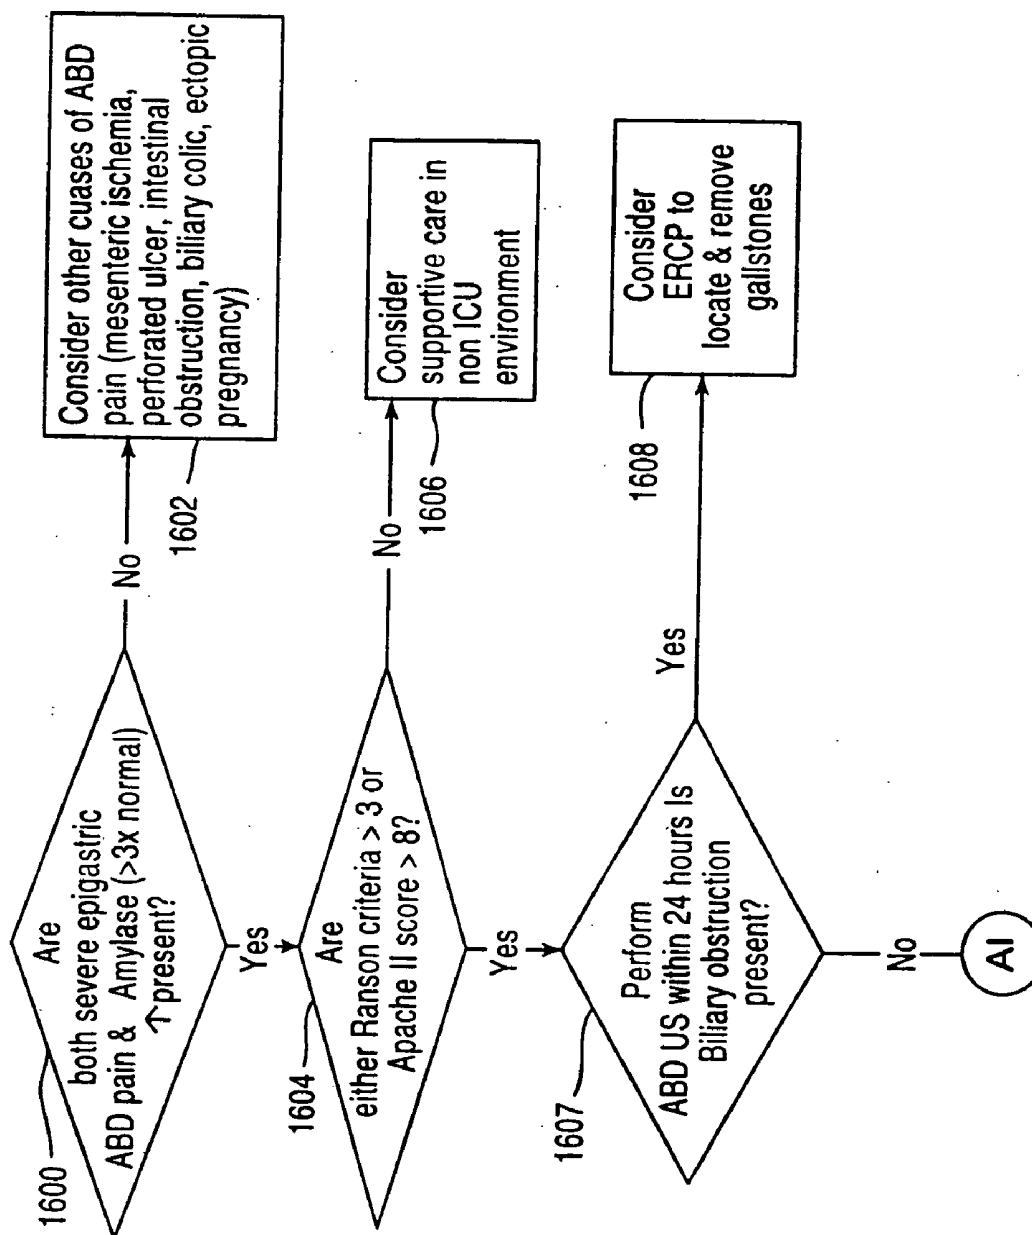 Are
both severe epigastric
ABD pain & Amylase (>3x normal)
↑present?
1600
No
1602
Consider other cuases of ABD
pain (mesenteric ischemia,
perforated ulcer, intestinal
obstruction, biliary colic, ectopic
pregnancy)
Yes
1604
Are
either Ranson criteria > 3 or
Apache II score > 8?
No
1606
Consider
supportive care in
non ICU
environment
Yes
1607
Perform
ABD US within 24 hours Is
Biliary obstruction
present?
Yes
1608
Consider
ERCP to
locate & remove
gallstones
No
AI